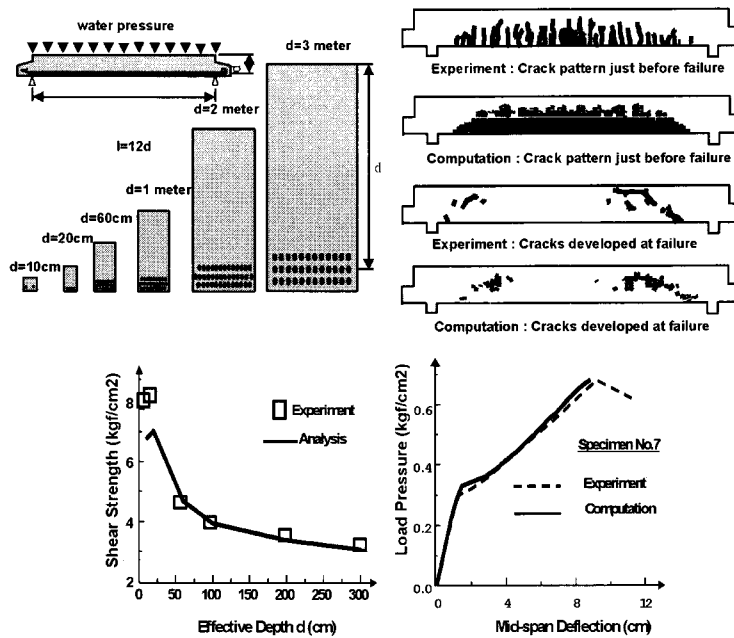 water pressure
d=3 meter
d=2 meter
l=12d
d=1 meter
d=60cm
d=20cm
d=10cm
d
Experiment : Crack pattern just before failure
Computation : Crack pattern just before failure
Experiment : Cracks developed at failure
Computation : Cracks developed at failure
Shear Strength (kgf/cm2)
8
6
4
2
Experiment
Analysis
0 50 100 150 200 250 300
Effective Depth d (cm)
Load Pressure (kgf/cm2)
0.6
0.4
0.2
0.0
Specimen No.7
Experiment
Computation
0 4 8 12
Mid-span Deflection (cm)